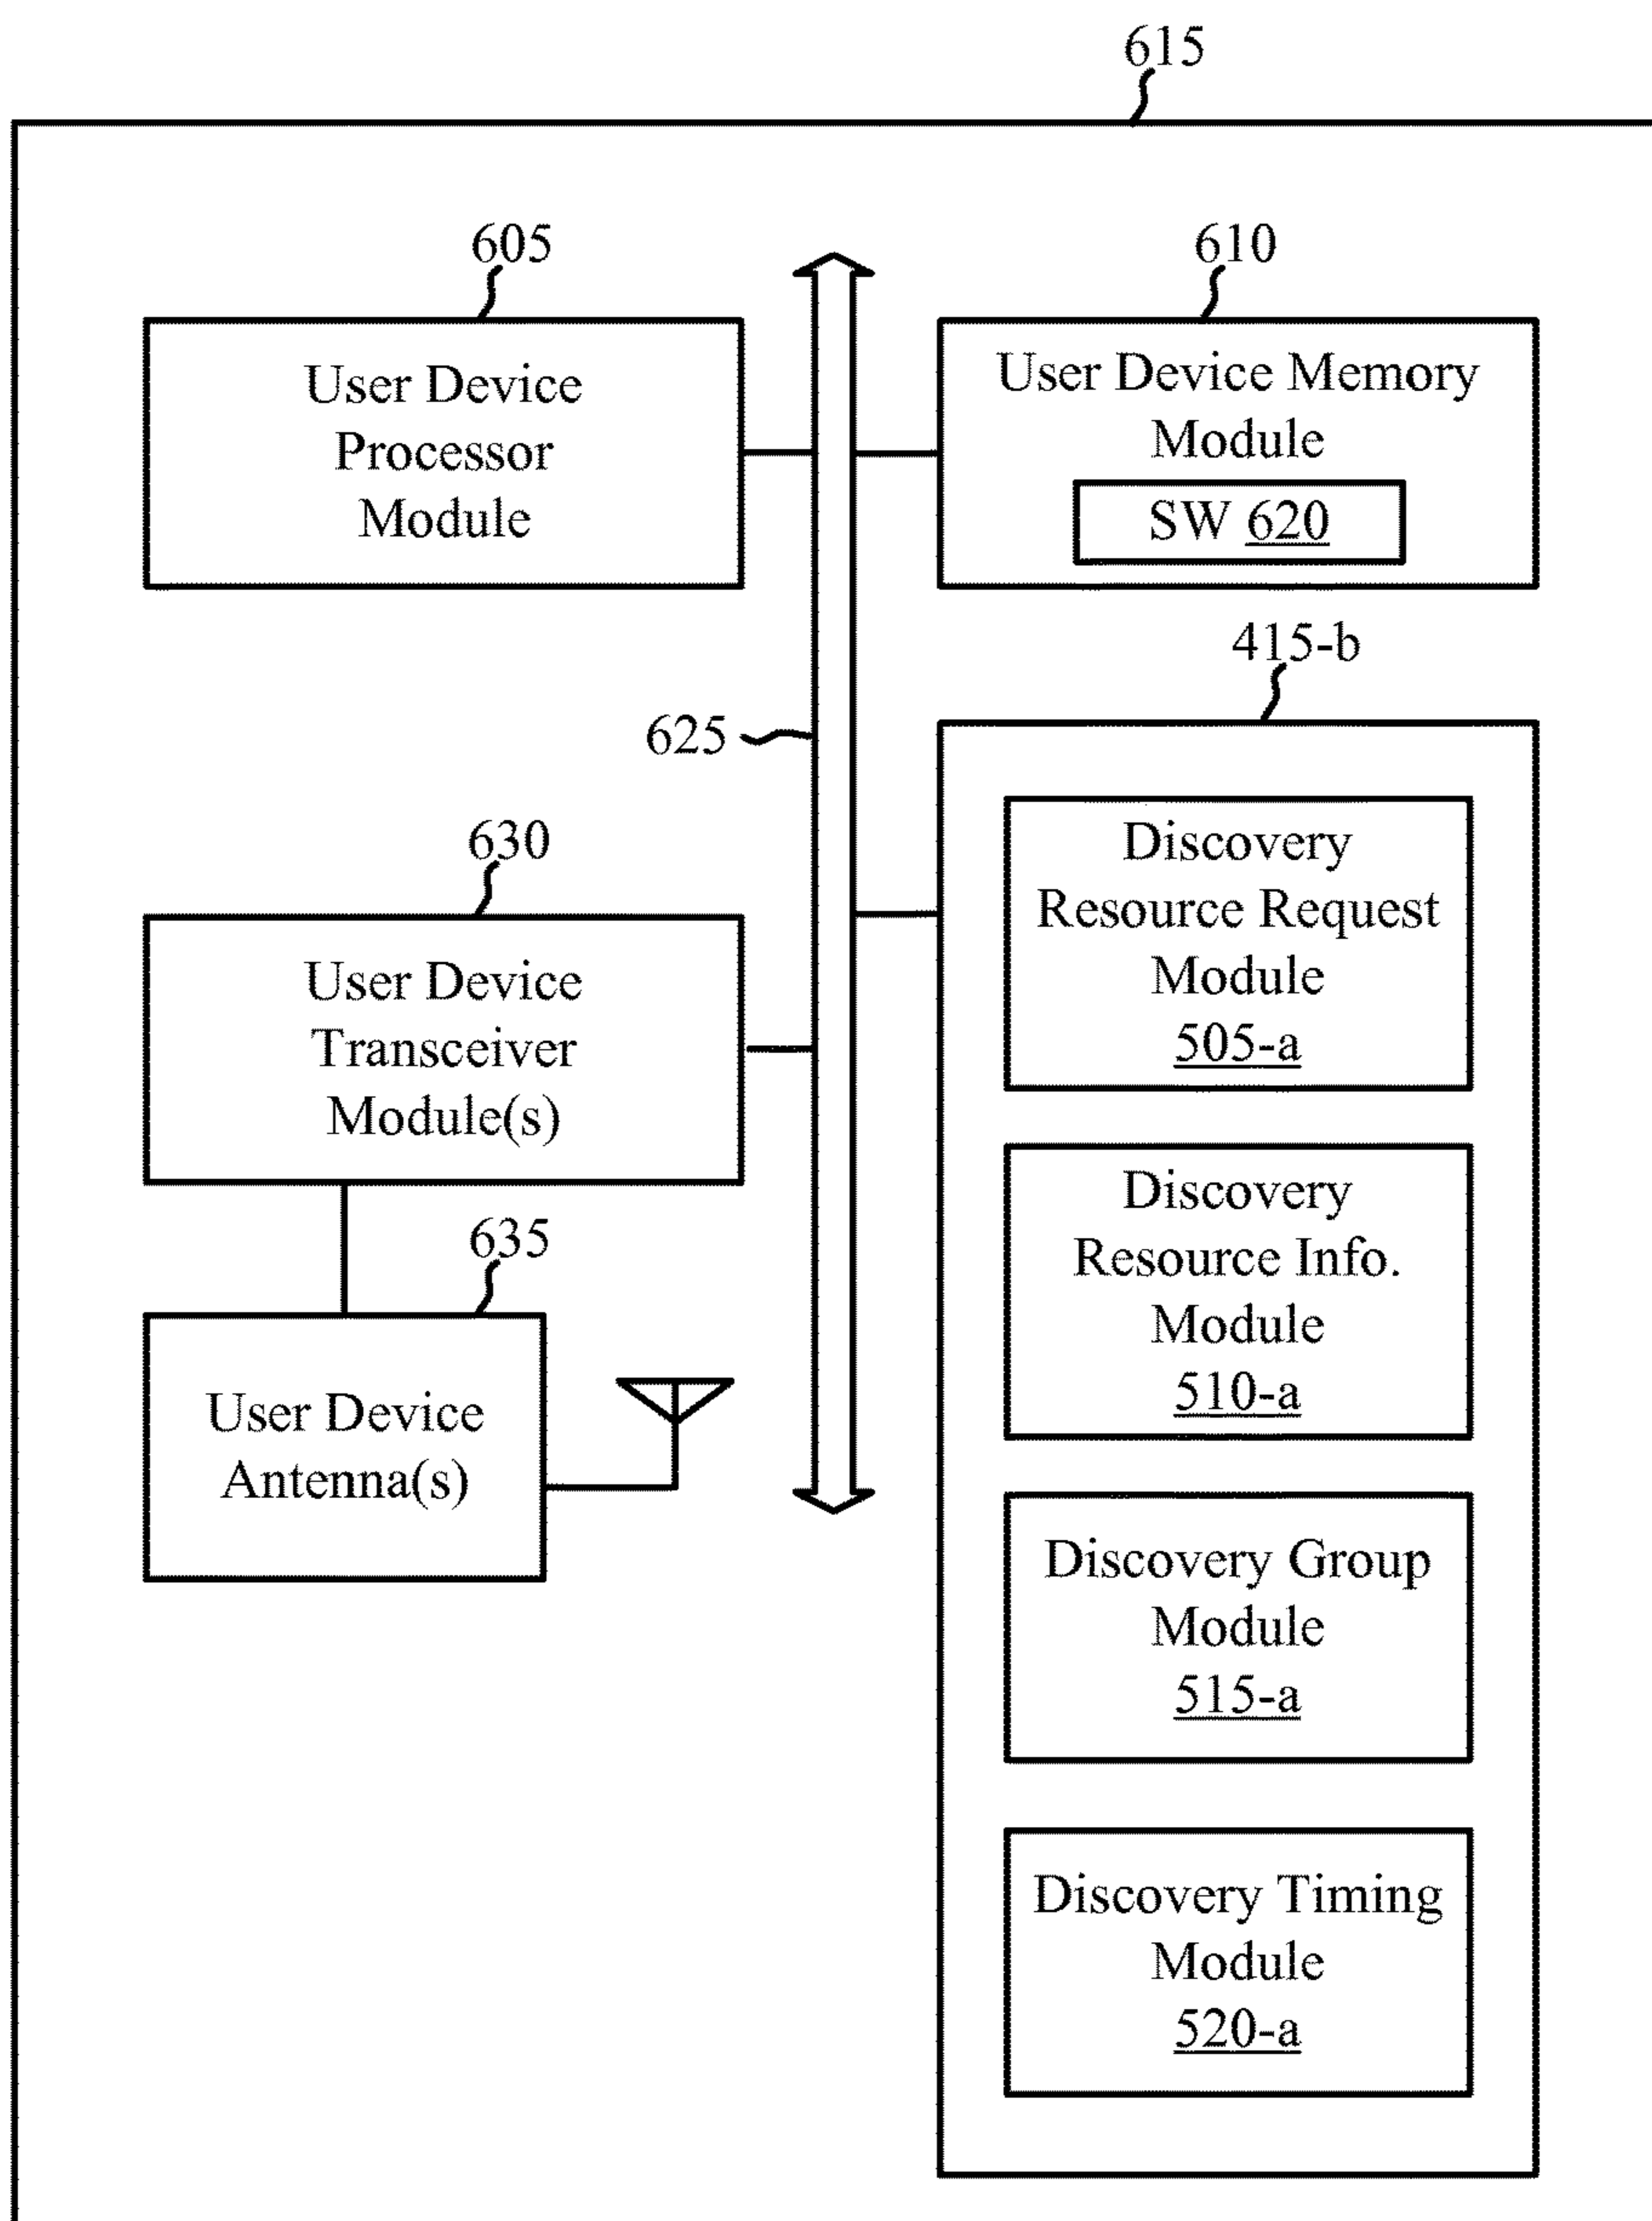 615
605
User Device
Processor
Module
610
User Device Memory
Module
SW 620
625
415-b
Discovery
Resource Request
Module
505-a
Discovery
Resource Info.
Module
510-a
Discovery Group
Module
515-a
Discovery Timing
Module
520-a
630
User Device
Transceiver
Module(s)
635
User Device
Antenna(s)